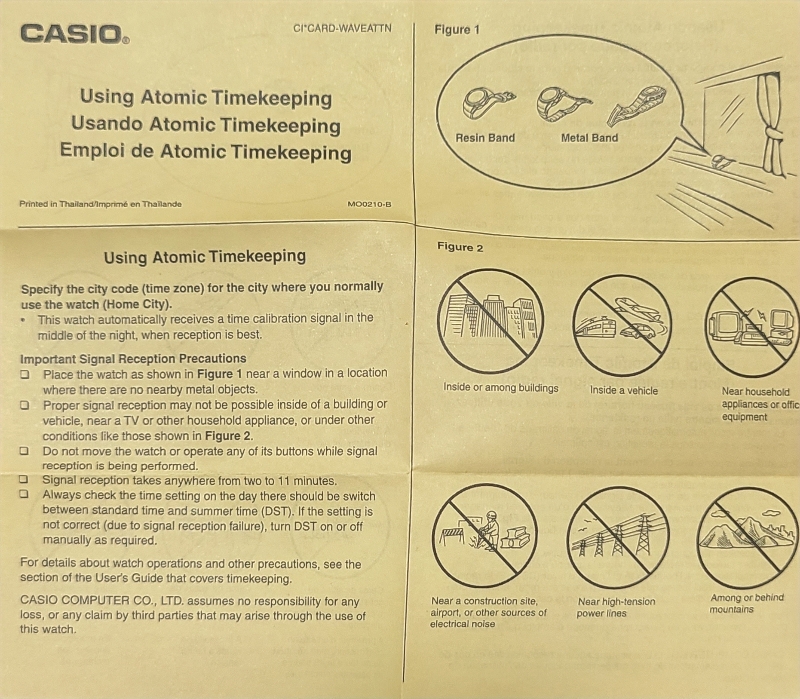 CASIO®
CI*CARD-WAVEATTN
Using Atomic Timekeeping
Usando Atomic Timekeeping
Emploi de Atomic Timekeeping
Printed in Thailand/Imprimé en Thaïlande
MO0210-B
Using Atomic Timekeeping
Specify the city code (time zone) for the city where you normally
use the watch (Home City).
• This watch automatically receives a time calibration signal in the
middle of the night, when reception is best.
Important Signal Reception Precautions
❏ Place the watch as shown in Figure 1 near a window in a location
where there are no nearby metal objects.
❏ Proper signal reception may not be possible inside of a building or
vehicle, near a TV or other household appliance, or under other
conditions like those shown in Figure 2.
❏ Do not move the watch or operate any of its buttons while signal
reception is being performed.
❏ Signal reception takes anywhere from two to 11 minutes.
❏ Always check the time setting on the day there should be switch
between standard time and summer time (DST). If the setting is
not correct (due to signal reception failure), turn DST on or off
manually as required.
For details about watch operations and other precautions, see the
section of the User's Guide that covers timekeeping.
CASIO COMPUTER CO., LTD. assumes no responsibility for any
loss, or any claim by third parties that may arise through the use of
this watch.
Figure 1
Resin Band
Metal Band
Figure 2
Inside or among buildings
Inside a vehicle
Near household
appliances or offic
equipment
Near a construction site,
airport, or other sources of
electrical noise
Near high-tension
power lines
Among or behind
mountains